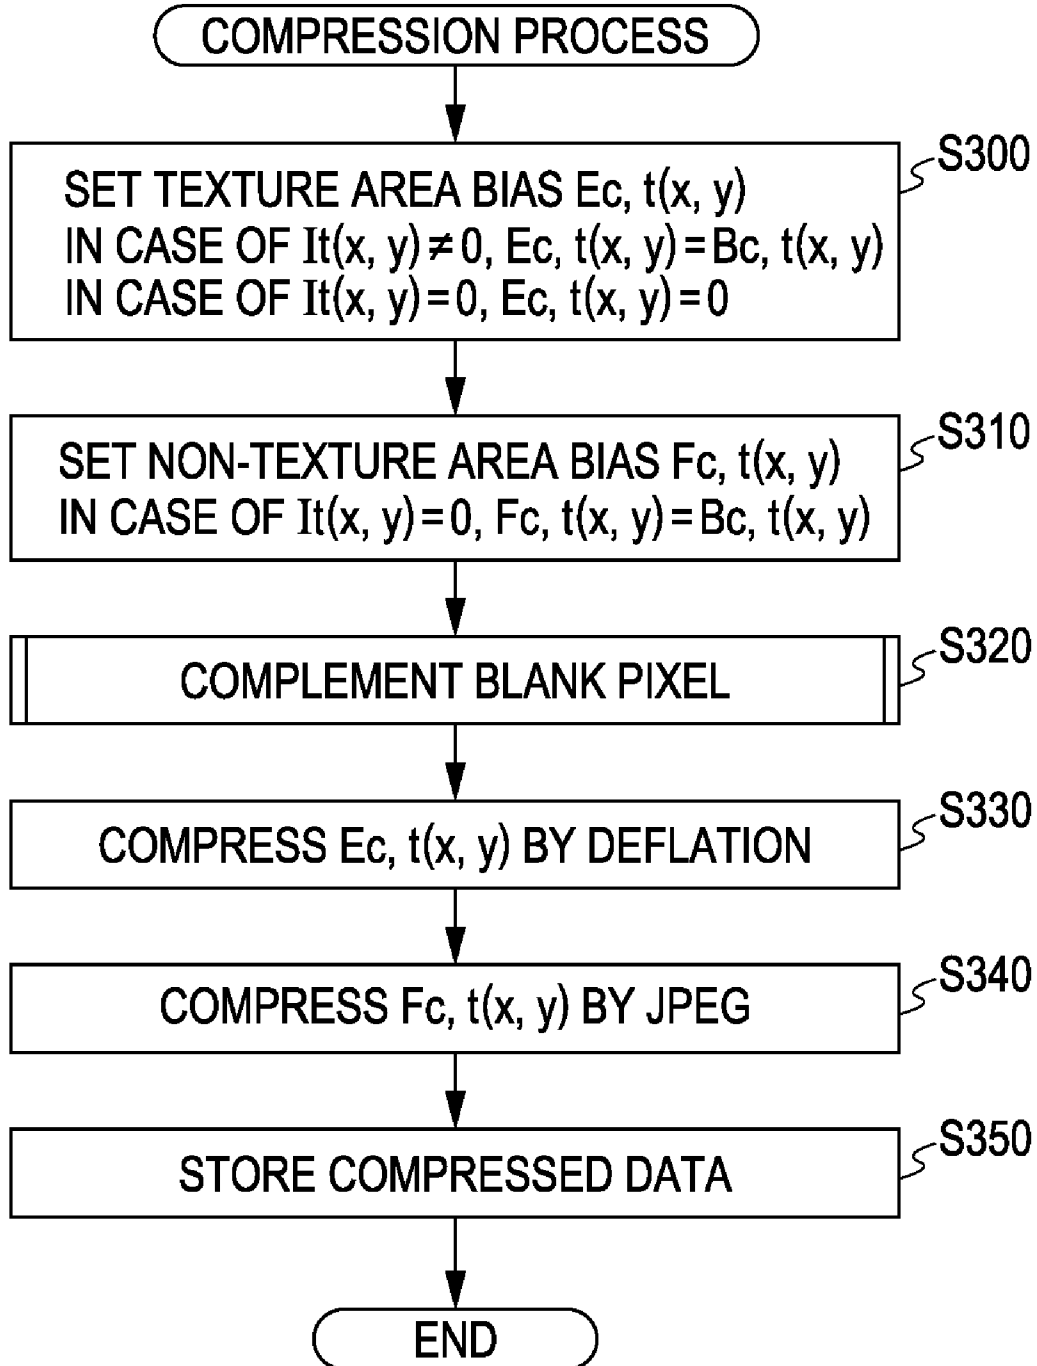 COMPRESSION PROCESS
S300
SET TEXTURE AREA BIAS Ec, t(x, y)
IN CASE OF It(x, y) ≠ 0, Ec, t(x, y) = Bc, t(x, y)
IN CASE OF It(x, y) = 0, Ec, t(x, y) = 0
S310
SET NON-TEXTURE AREA BIAS Fc, t(x, y)
IN CASE OF It(x, y) = 0, Fc, t(x, y) = Bc, t(x, y)
S320
COMPLEMENT BLANK PIXEL
S330
COMPRESS Ec, t(x, y) BY DEFLATION
S340
COMPRESS Fc, t(x, y) BY JPEG
S350
STORE COMPRESSED DATA
END